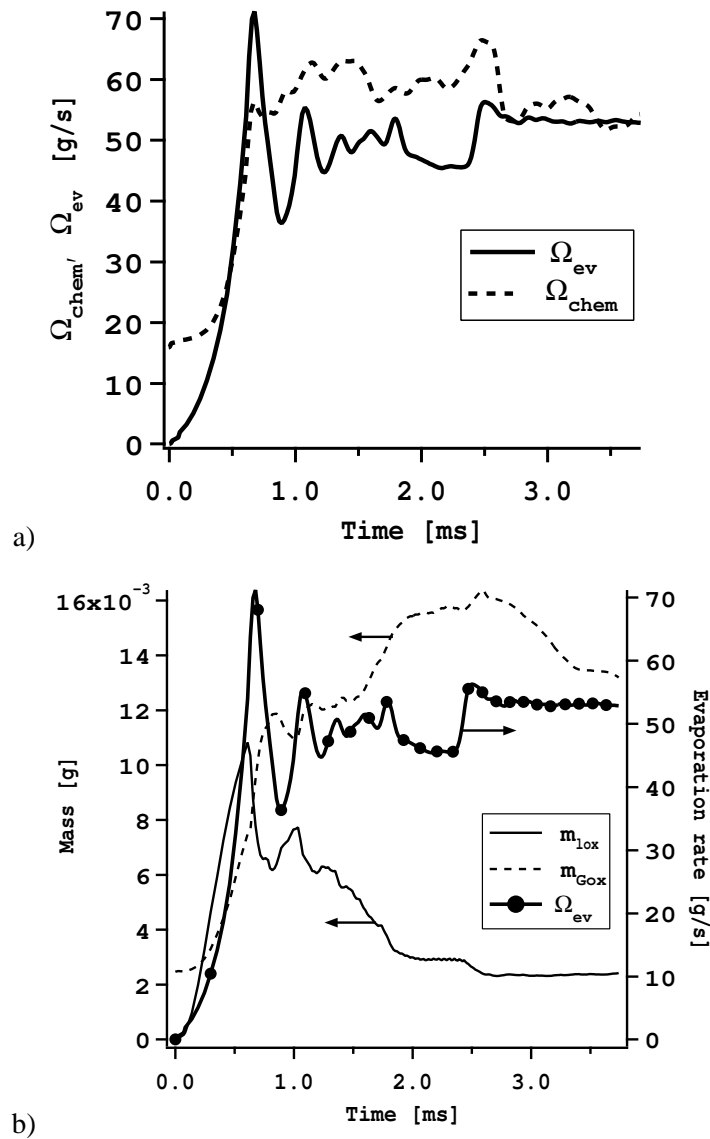 70
60
50
40
30
20
10
0
Ωchem, Ωev [g/s]
Ωev
Ωchem
0.0 1.0 2.0 3.0
Time [ms]
a)
16x10⁻³
14
12
10
8
6
4
2
0
Mass [g]
70
60
50
40
30
20
10
0
Evaporation rate [g/s]
mlox
mGox
Ωev
0.0 1.0 2.0 3.0
Time [ms]
b)